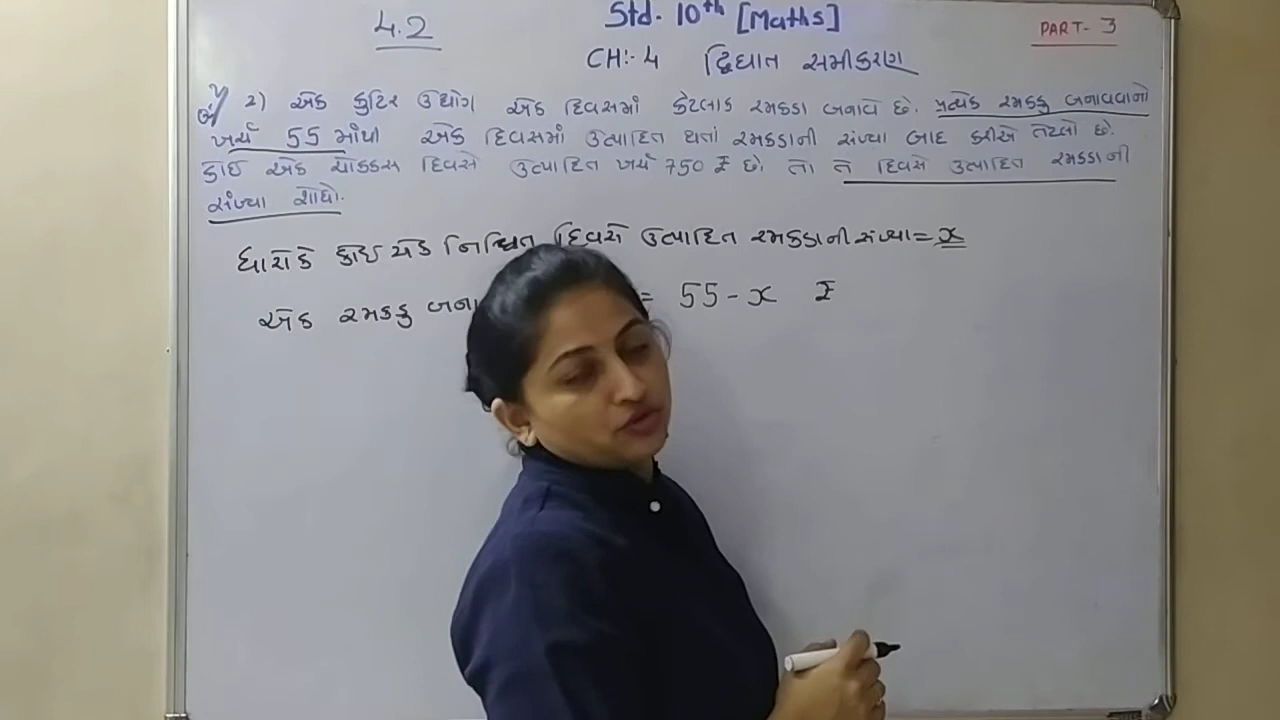 4.2
Std. 10th [Maths]
PART- 3
CH:- 4 દ્વિઘાત સમીકરણ
2) એક કુટિર ઉદ્યોગ એક દિવસમાં કેટલાક રમકડા બનાવે છે. પ્રત્યેક રમકડુ બનાવવાનો
ખર્ચ 55 માંથી એક દિવસમાં ઉત્પાદિત થતાં રમકડાની સંખ્યા બાદ કરીએ તેટલો છે.
કોઈ એક ચોક્કસ દિવસે ઉત્પાદિત ખર્ચ 750 ₹ છે. તો તે દિવસે ઉત્પાદિત રમકડાની
સંખ્યા શોધો.
ધારોકે કોઈ એક નિશ્ચિત દિવસે ઉત્પાદિત રમકડાની સંખ્યા = x
એક રમકડુ = 55 - x ₹